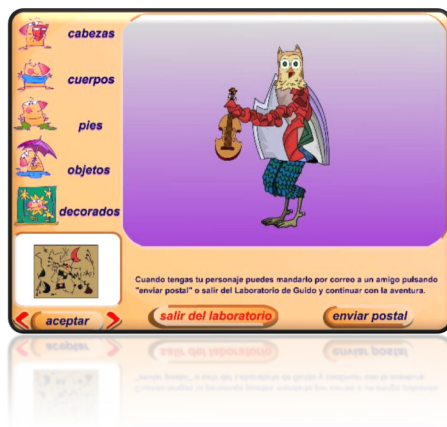 cabezas
cuerpos
pies
objetos
decorados
Cuando tengas tu personaje puedes mandarlo por correo a un amigo pulsando
"enviar postal" o salir del Laboratorio de Guido y continuar con la aventura.
aceptar
salir del laboratorio
enviar postal